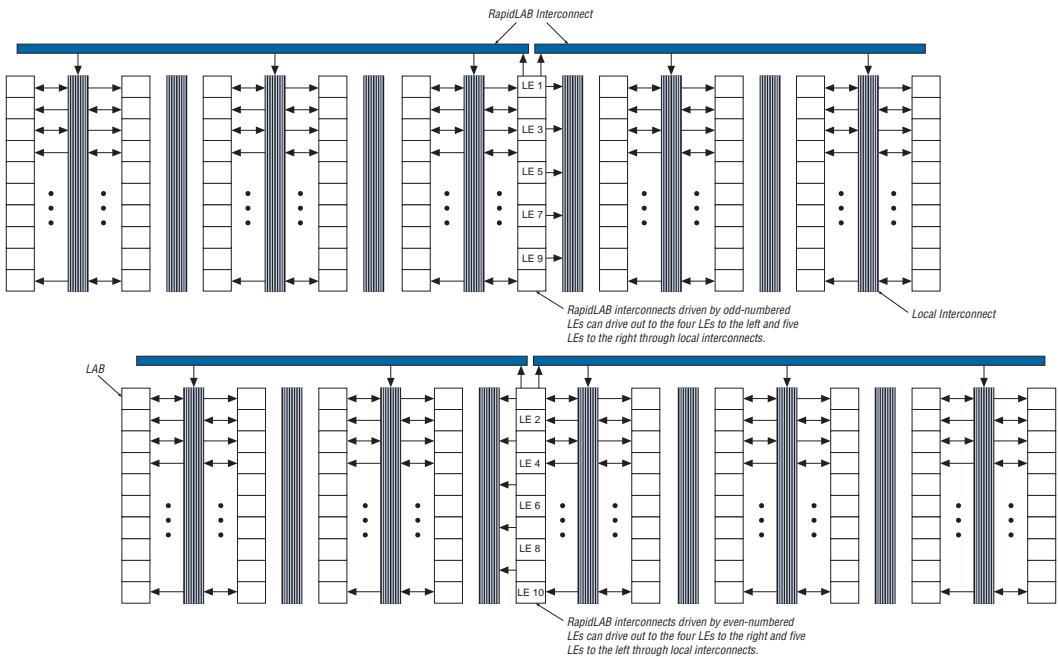 RapidLAB Interconnect
LE 1
LE 3
LE 5
LE 7
LE 9
RapidLAB interconnects driven by odd-numbered
LEs can drive out to the four LEs to the left and five
LEs to the right through local interconnects.
Local Interconnect
LAB
LE 2
LE 4
LE 6
LE 8
LE 10
RapidLAB interconnects driven by even-numbered
LEs can drive out to the four LEs to the right and five
LEs to the left through local interconnects.